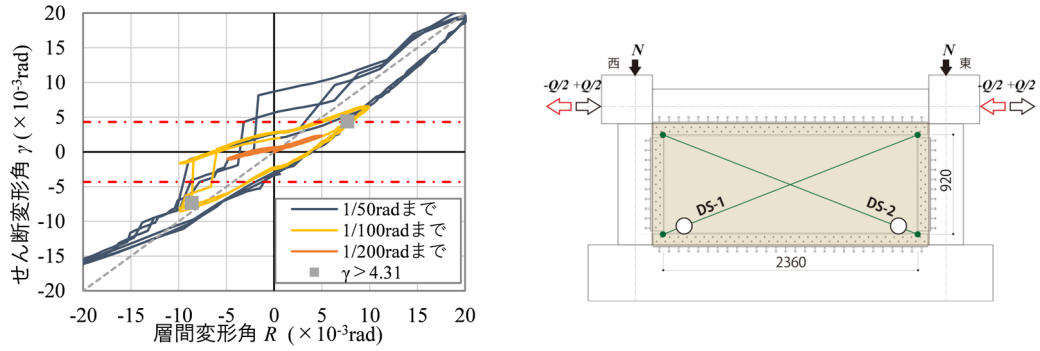 20
15
10
5
0
-5
-10
-15
-20
せん断変形角 γ (×10⁻³rad)
1/50radまで
1/100radまで
1/200radまで
γ > 4.31
-20 -15 -10 -5 0 5 10 15 20
層間変形角 R (×10⁻³rad)
N N
西 東
-Q/2 +Q/2 -Q/2 +Q/2
DS-1 DS-2
920
2360